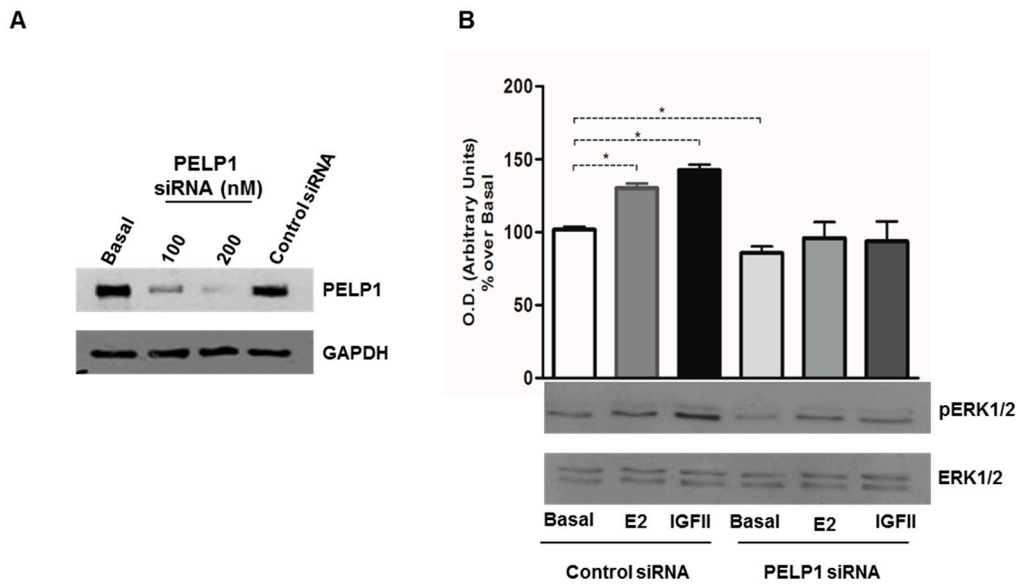 A
PELP1
siRNA (nM)
Basal
100
200
Control siRNA
PELP1
GAPDH
B
O.D. (Arbitrary Units)
% over Basal
200
150
100
50
0
*
*
*
pERK1/2
ERK1/2
Basal E2 IGFII Basal E2 IGFII
Control siRNA PELP1 siRNA